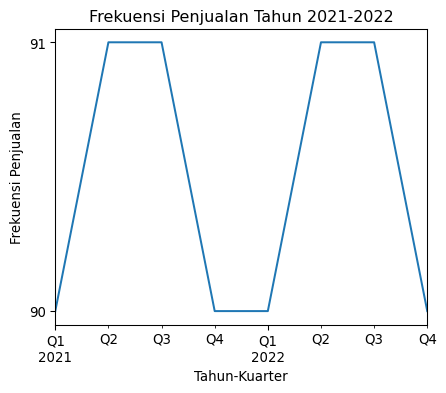 Frekuensi Penjualan Tahun 2021-2022
91
90
Frekuensi Penjualan
Q1 Q2 Q3 Q4 Q1 Q2 Q3 Q4
2021 2022
Tahun-Kuarter